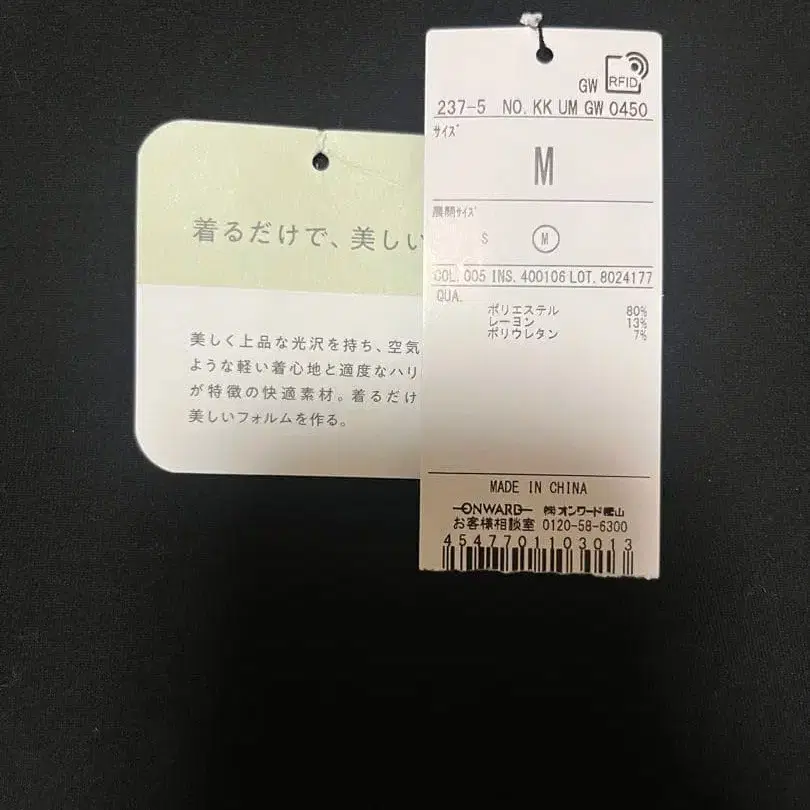 着るだけで、美しい
美しく上品な光沢を持ち、空気
ような軽い着心地と適度なハリ
が特徴の快適素材。着るだけ
美しいフォルムを作る。
GW RFID
237-5 NO. KK UM GW 0450
サイズ
M
展開サイズ
S M
COL. 005 INS. 400106 LOT. 8024177
QUA.
ポリエステル 80%
レーヨン 13%
ポリウレタン 7%
MADE IN CHINA
ONWARD ㈱オンワード樫山
お客様相談室 0120-58-6300
4547701103013